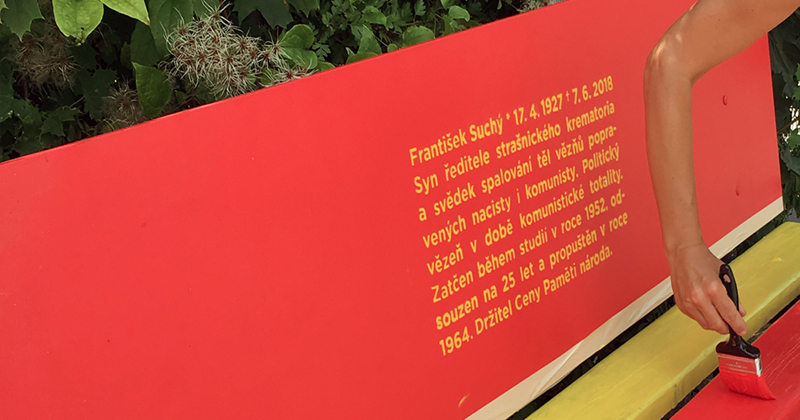 František Suchý * 17. 4. 1927 † 7. 6. 2018
Syn ředitele strašnického krematoria
a svědek spalování těl vězňů popra-
vených nacisty i komunisty. Politický
vězeň v době komunistické totality.
Zatčen během studií v roce 1952, od-
souzen na 25 let a propuštěn v roce
1964. Držitel Ceny Paměti národa.